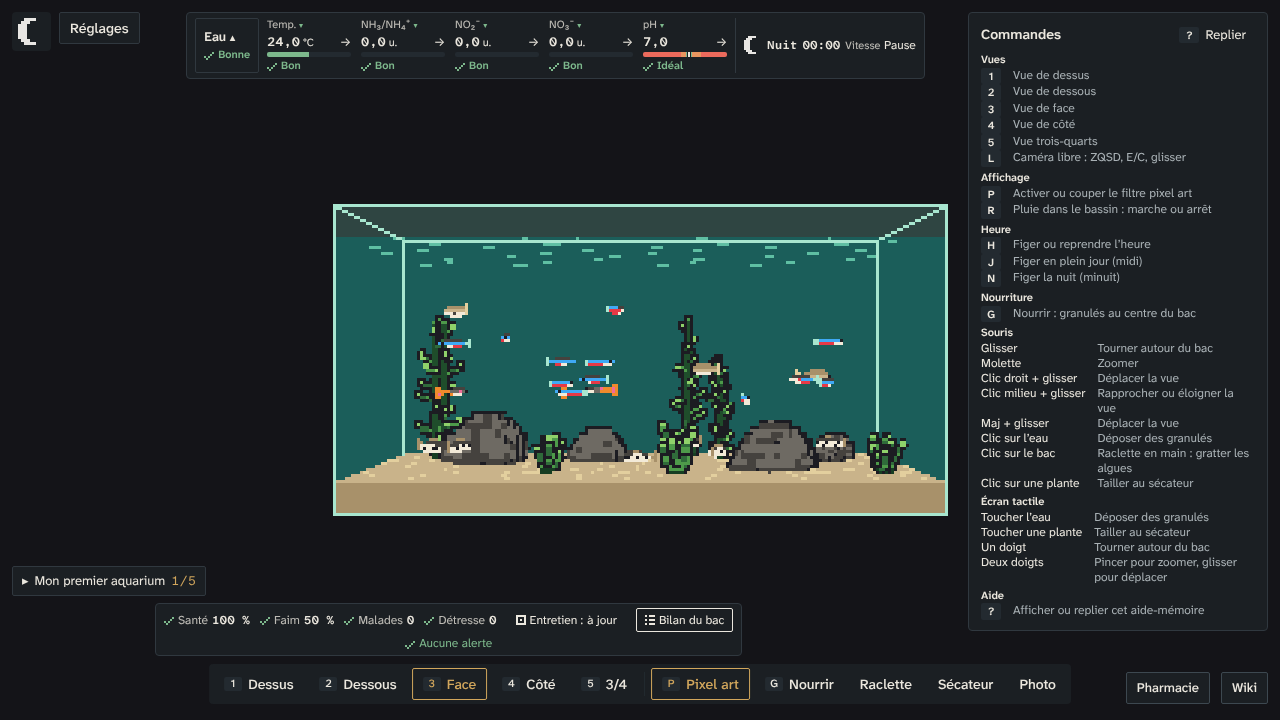 Réglages
Eau ▴
Bonne
Temp. ▾
24,0 °C →
Bon
NH₃/NH₄⁺ ▾
0,0 u. →
Bon
NO₂⁻ ▾
0,0 u. →
Bon
NO₃⁻ ▾
0,0 u. →
Bon
pH ▾
7,0 →
Idéal
Nuit 00:00 Vitesse Pause
Commandes
? Replier
Vues
1 Vue de dessus
2 Vue de dessous
3 Vue de face
4 Vue de côté
5 Vue trois-quarts
L Caméra libre : ZQSD, E/C, glisser
Affichage
P Activer ou couper le filtre pixel art
R Pluie dans le bassin : marche ou arrêt
Heure
H Figer ou reprendre l'heure
J Figer en plein jour (midi)
N Figer la nuit (minuit)
Nourriture
G Nourrir : granulés au centre du bac
Souris
Glisser Tourner autour du bac
Molette Zoomer
Clic droit + glisser Déplacer la vue
Clic milieu + glisser Rapprocher ou éloigner la
vue
Maj + glisser Déplacer la vue
Clic sur l'eau Déposer des granulés
Clic sur le bac Raclette en main : gratter les
algues
Clic sur une plante Tailler au sécateur
Écran tactile
Toucher l'eau Déposer des granulés
Toucher une plante Tailler au sécateur
Un doigt Tourner autour du bac
Deux doigts Pincer pour zoomer, glisser
pour déplacer
Aide
? Afficher ou replier cet aide-mémoire
▸ Mon premier aquarium 1/5
Santé 100 % Faim 50 % Malades 0 Détresse 0 Entretien : à jour Bilan du bac
Aucune alerte
1 Dessus 2 Dessous 3 Face 4 Côté 5 3/4 P Pixel art G Nourrir Raclette Sécateur Photo
Pharmacie Wiki